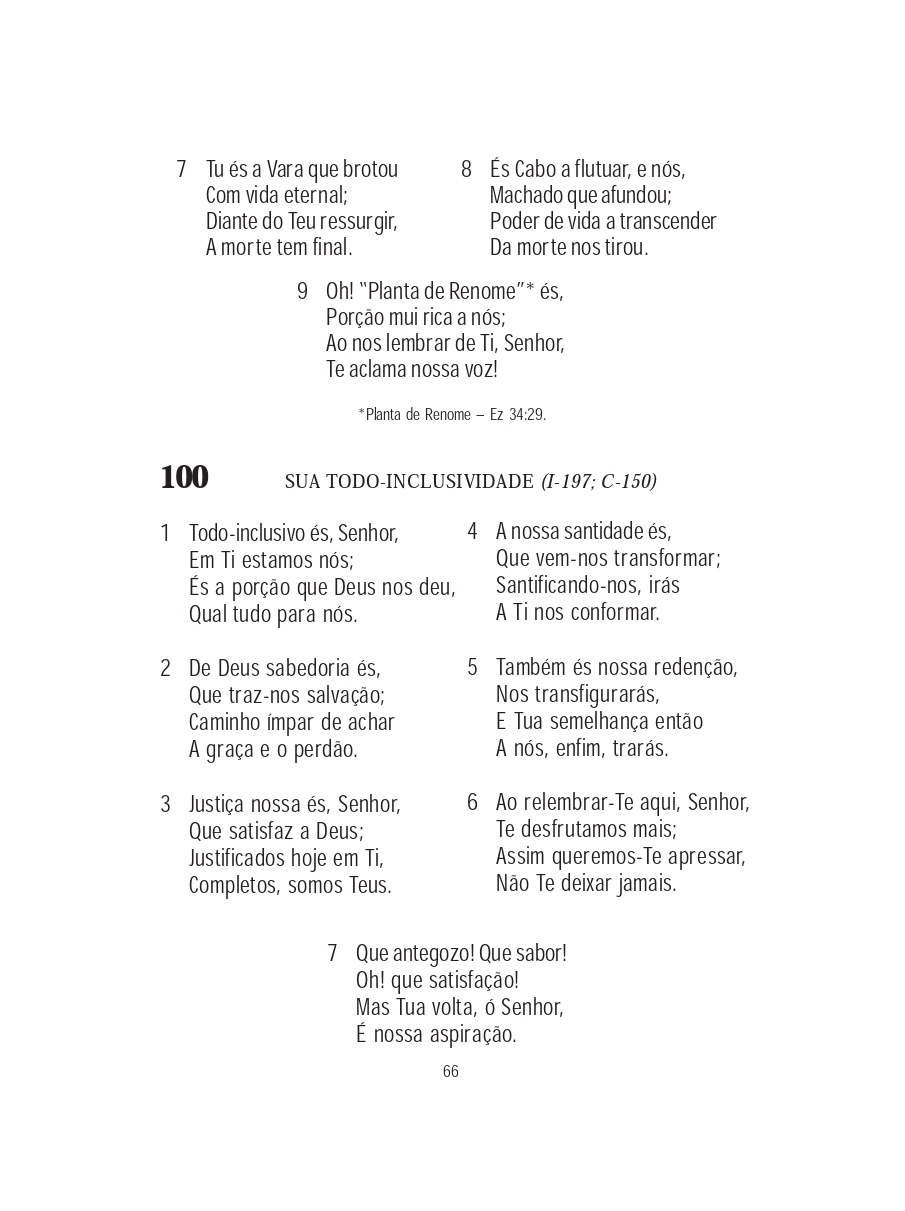 7 Tu és a Vara que brotou
Com vida eternal;
Diante do Teu ressurgir,
A morte tem final.
8 És Cabo a flutuar, e nós,
Machado que afundou;
Poder de vida a transcender
Da morte nos tirou.
9 Oh! “Planta de Renome”* és,
Porção mui rica a nós;
Ao nos lembrar de Ti, Senhor,
Te aclama nossa voz!
*Planta de Renome – Ez 34:29.
100 SUA TODO-INCLUSIVIDADE (I-197; C-150)
1 Todo-inclusivo és, Senhor,
Em Ti estamos nós;
És a porção que Deus nos deu,
Qual tudo para nós.
2 De Deus sabedoria és,
Que traz-nos salvação;
Caminho ímpar de achar
A graça e o perdão.
3 Justiça nossa és, Senhor,
Que satisfaz a Deus;
Justificados hoje em Ti,
Completos, somos Teus.
4 A nossa santidade és,
Que vem-nos transformar;
Santificando-nos, irás
A Ti nos conformar.
5 Também és nossa redenção,
Nos transfigurarás,
E Tua semelhança então
A nós, enfim, trarás.
6 Ao relembrar-Te aqui, Senhor,
Te desfrutamos mais;
Assim queremos-Te apressar,
Não Te deixar jamais.
7 Que antegozo! Que sabor!
Oh! que satisfação!
Mas Tua volta, ó Senhor,
É nossa aspiração.
66